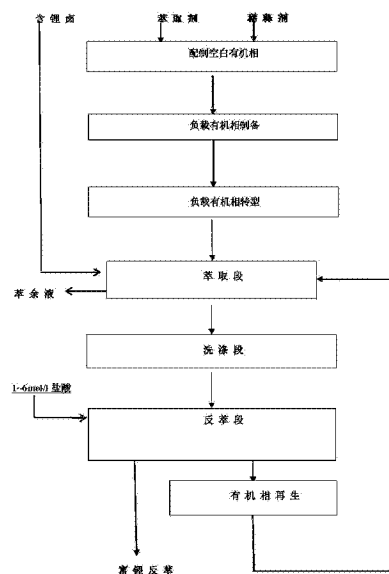 含锂卤
萃取剂
稀释剂
配制空白有机相
负载有机相制备
负载有机相转型
萃取段
萃余液
洗涤段
1~6mol/l 盐酸
反萃段
有机相再生
富锂反萃